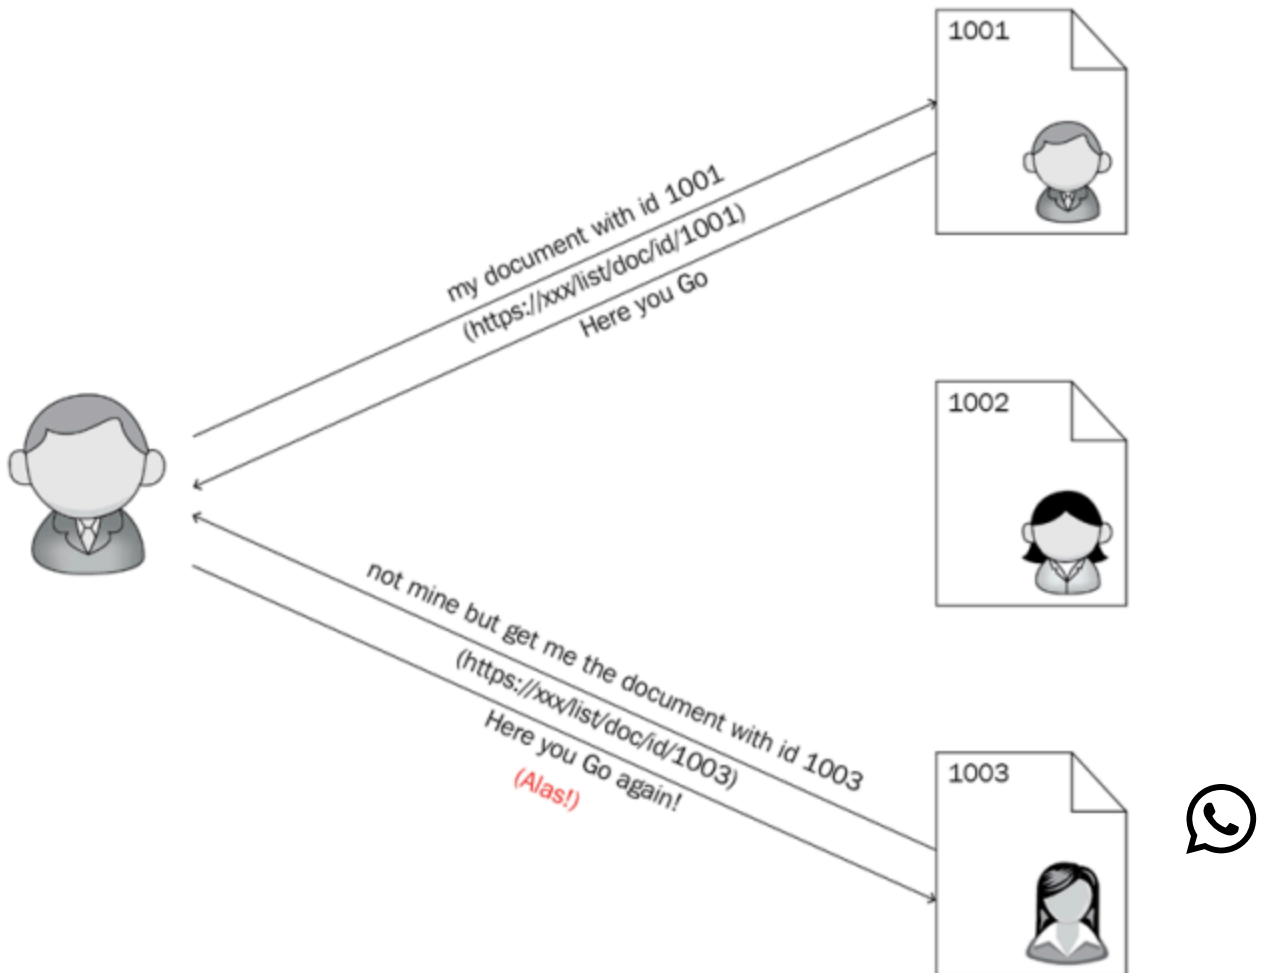 1001
my document with id 1001
(https://xxx/list/doc/id/1001)
Here you Go
1002
not mine but get me the document with id 1003
(https://xxx/list/doc/id/1003)
Here you Go again!
(Alas!)
1003